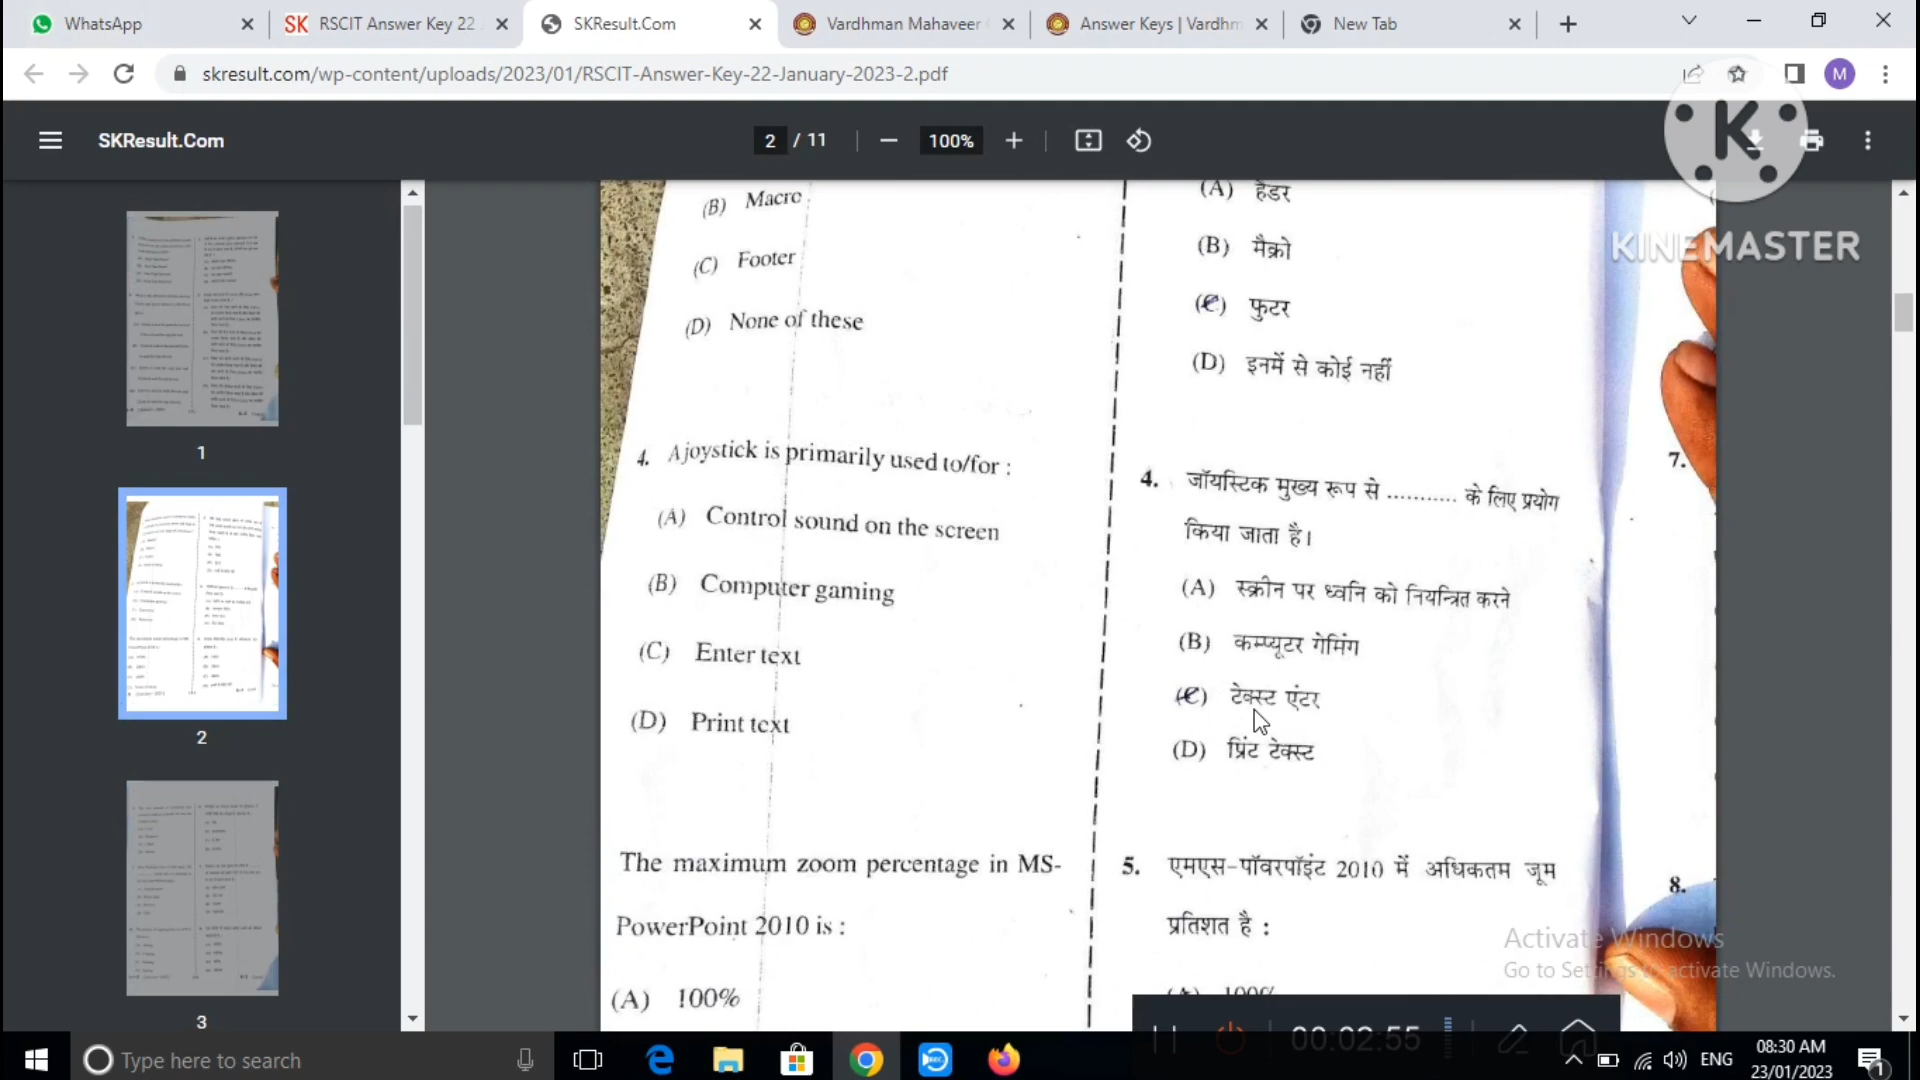 WhatsApp
RSCIT Answer Key 22
SKResult.Com
Vardhman Mahaveer
Answer Keys | Vardhm
New Tab
skresult.com/wp-content/uploads/2023/01/RSCIT-Answer-Key-22-January-2023-2.pdf
M
SKResult.Com
2 / 11
100%
K
KINEMASTER
1
2
3
(B) Macro
(C) Footer
(D) None of these
4. A joystick is primarily used to/for :
(A) Control sound on the screen
(B) Computer gaming
(C) Enter text
(D) Print text
The maximum zoom percentage in MS-
PowerPoint 2010 is :
(A) 100%
(A) हेडर
(B) मैक्रो
(C) फुटर
(D) इनमें से कोई नहीं
4. जॉयस्टिक मुख्य रूप से ........... के लिए प्रयोग
किया जाता है।
(A) स्क्रीन पर ध्वनि को नियन्त्रित करने
(B) कम्प्यूटर गेमिंग
(C) टेक्स्ट एंटर
(D) प्रिंट टेक्स्ट
5. एमएस-पॉवरपॉइंट 2010 में अधिकतम जूम
प्रतिशत है :
(A) 100%
7.
8.
Activate Windows
Go to Settings to activate Windows.
00:02:55
Type here to search
ENG
08:30 AM
23/01/2023
1